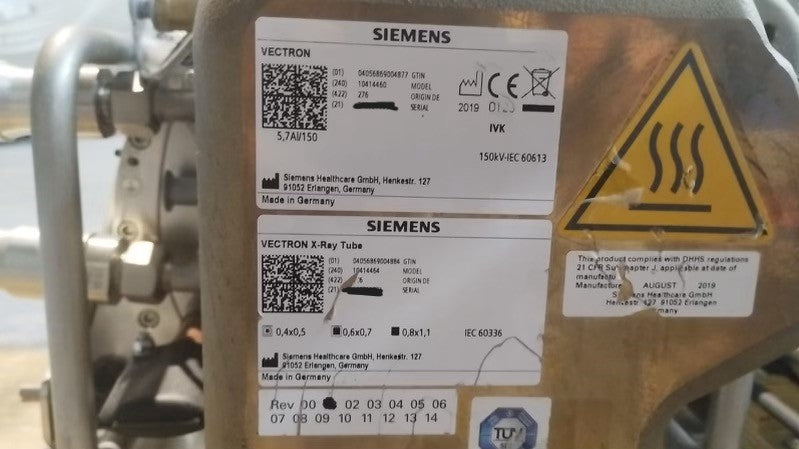 SIEMENS
VECTRON
(01) 04056869004877 GTIN
(240) 10414460 MODEL
(422) 276 ORIGIN DE
(21) SERIAL
2019
5,7Al/150
IVK
150kV-IEC 60613
Siemens Healthcare GmbH, Henkestr. 127
91052 Erlangen, Germany
Made in Germany
SIEMENS
VECTRON X-Ray Tube
(01) 04056869004884 GTIN
(240) 10414464 MODEL
(422) 276 ORIGIN DE
(21) SERIAL
0,4x0,5 0,6x0,7 0,8x1,1 IEC 60336
Siemens Healthcare GmbH, Henkestr. 127
91052 Erlangen, Germany
Made in Germany
Rev 00 02 03 04 05 06
07 08 09 10 11 12 13 14
This product complies with DHHS regulations
21 CFR Subchapter J, applicable at date of
Manufacture AUGUST 2019
Siemens Healthcare GmbH
Henkestr. 127
TÜV